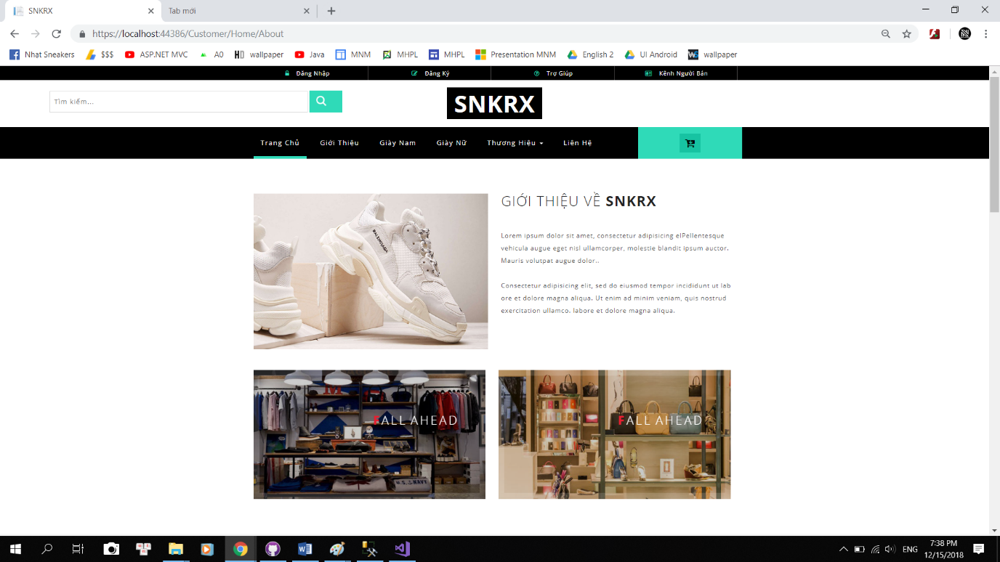 SNKRX
Tab mới
https://localhost:44386/Customer/Home/About
Nhat Sneakers $$$ ASP.NET MVC A0 wallpaper Java MNM MHPL MHPL Presentation MNM English 2 UI Android wallpaper
Đăng Nhập Đăng Ký Trợ Giúp Kênh Người Bán
Tìm kiếm...
SNKRX
Trang Chủ Giới Thiệu Giày Nam Giày Nữ Thương Hiệu Liên Hệ
GIỚI THIỆU VỀ SNKRX
BALENCIAGA
Lorem ipsum dolor sit amet, consectetur adipisicing elPellentesque
vehicula augue eget nisl ullamcorper, molestie blandit ipsum auctor.
Mauris volutpat augue dolor..
Consectetur adipisicing elit, sed do eiusmod tempor incididunt ut lab
ore et dolore magna aliqua. Ut enim ad minim veniam, quis nostrud
exercitation ullamco. labore et dolore magna aliqua.
FALL AHEAD
FALL AHEAD
U.S. NAVY
ENG
7:38 PM
12/15/2018